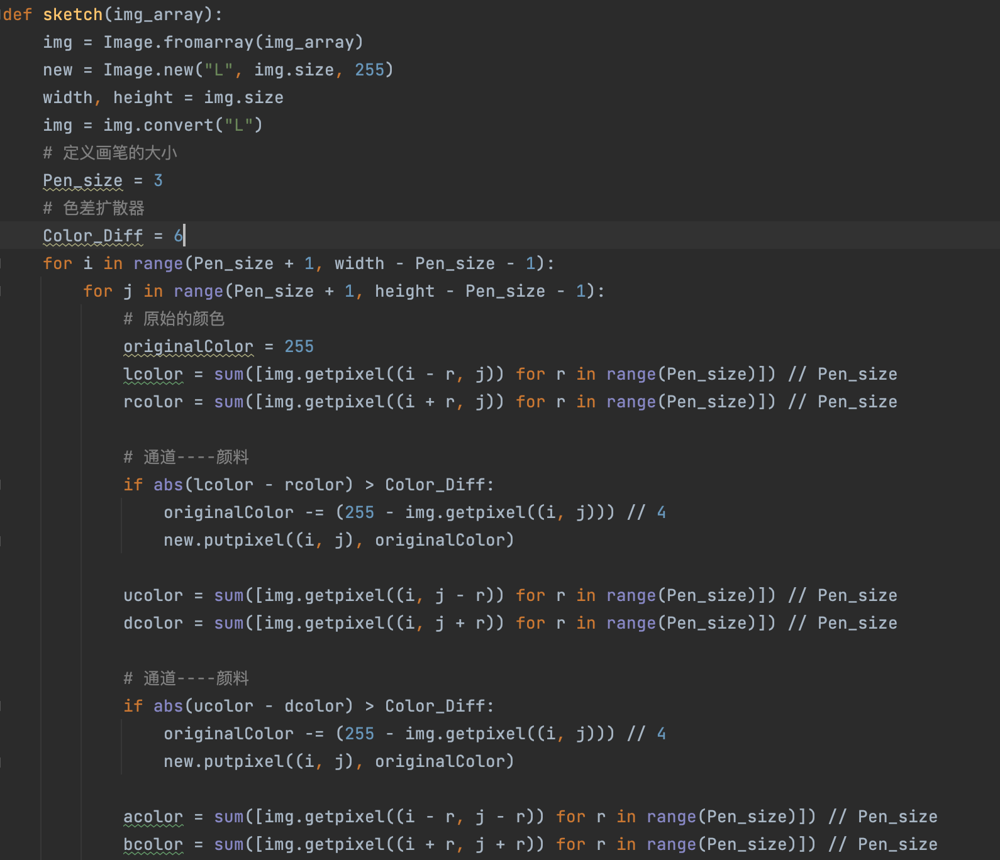 def sketch(img_array):
    img = Image.fromarray(img_array)
    new = Image.new("L", img.size, 255)
    width, height = img.size
    img = img.convert("L")
    # 定义画笔的大小
    Pen_size = 3
    # 色差扩散器
    Color_Diff = 6
    for i in range(Pen_size + 1, width - Pen_size - 1):
        for j in range(Pen_size + 1, height - Pen_size - 1):
            # 原始的颜色
            originalColor = 255
            lcolor = sum([img.getpixel((i - r, j)) for r in range(Pen_size)]) // Pen_size
            rcolor = sum([img.getpixel((i + r, j)) for r in range(Pen_size)]) // Pen_size
            # 通道----颜料
            if abs(lcolor - rcolor) > Color_Diff:
                originalColor -= (255 - img.getpixel((i, j))) // 4
                new.putpixel((i, j), originalColor)
            ucolor = sum([img.getpixel((i, j - r)) for r in range(Pen_size)]) // Pen_size
            dcolor = sum([img.getpixel((i, j + r)) for r in range(Pen_size)]) // Pen_size
            # 通道----颜料
            if abs(ucolor - dcolor) > Color_Diff:
                originalColor -= (255 - img.getpixel((i, j))) // 4
                new.putpixel((i, j), originalColor)
            acolor = sum([img.getpixel((i - r, j - r)) for r in range(Pen_size)]) // Pen_size
            bcolor = sum([img.getpixel((i + r, j + r)) for r in range(Pen_size)]) // Pen_size